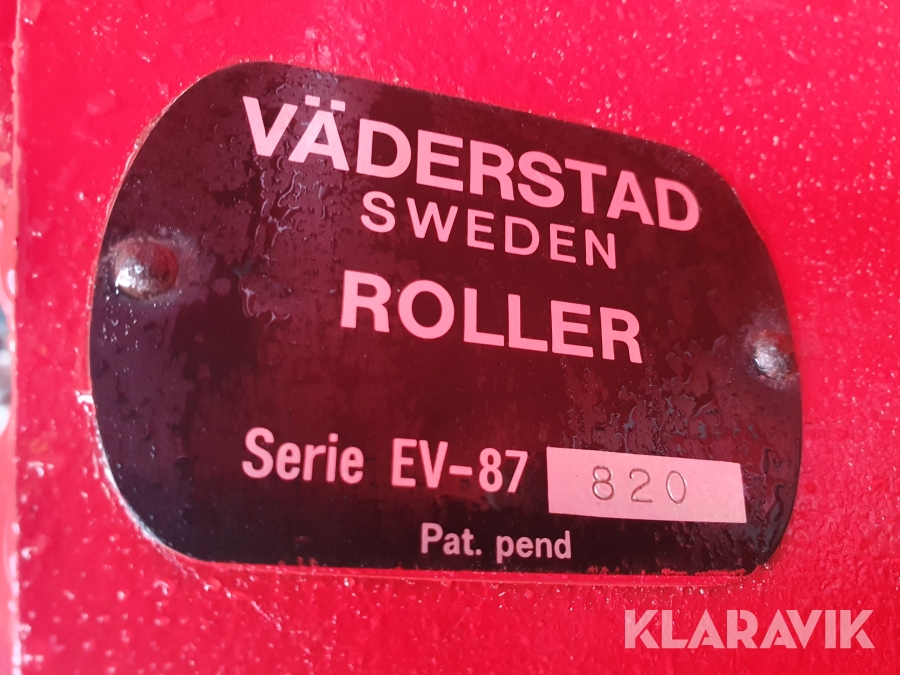 VÄDERSTAD
SWEDEN
ROLLER
Serie EV-87 820
Pat. pend
KLARAVIK